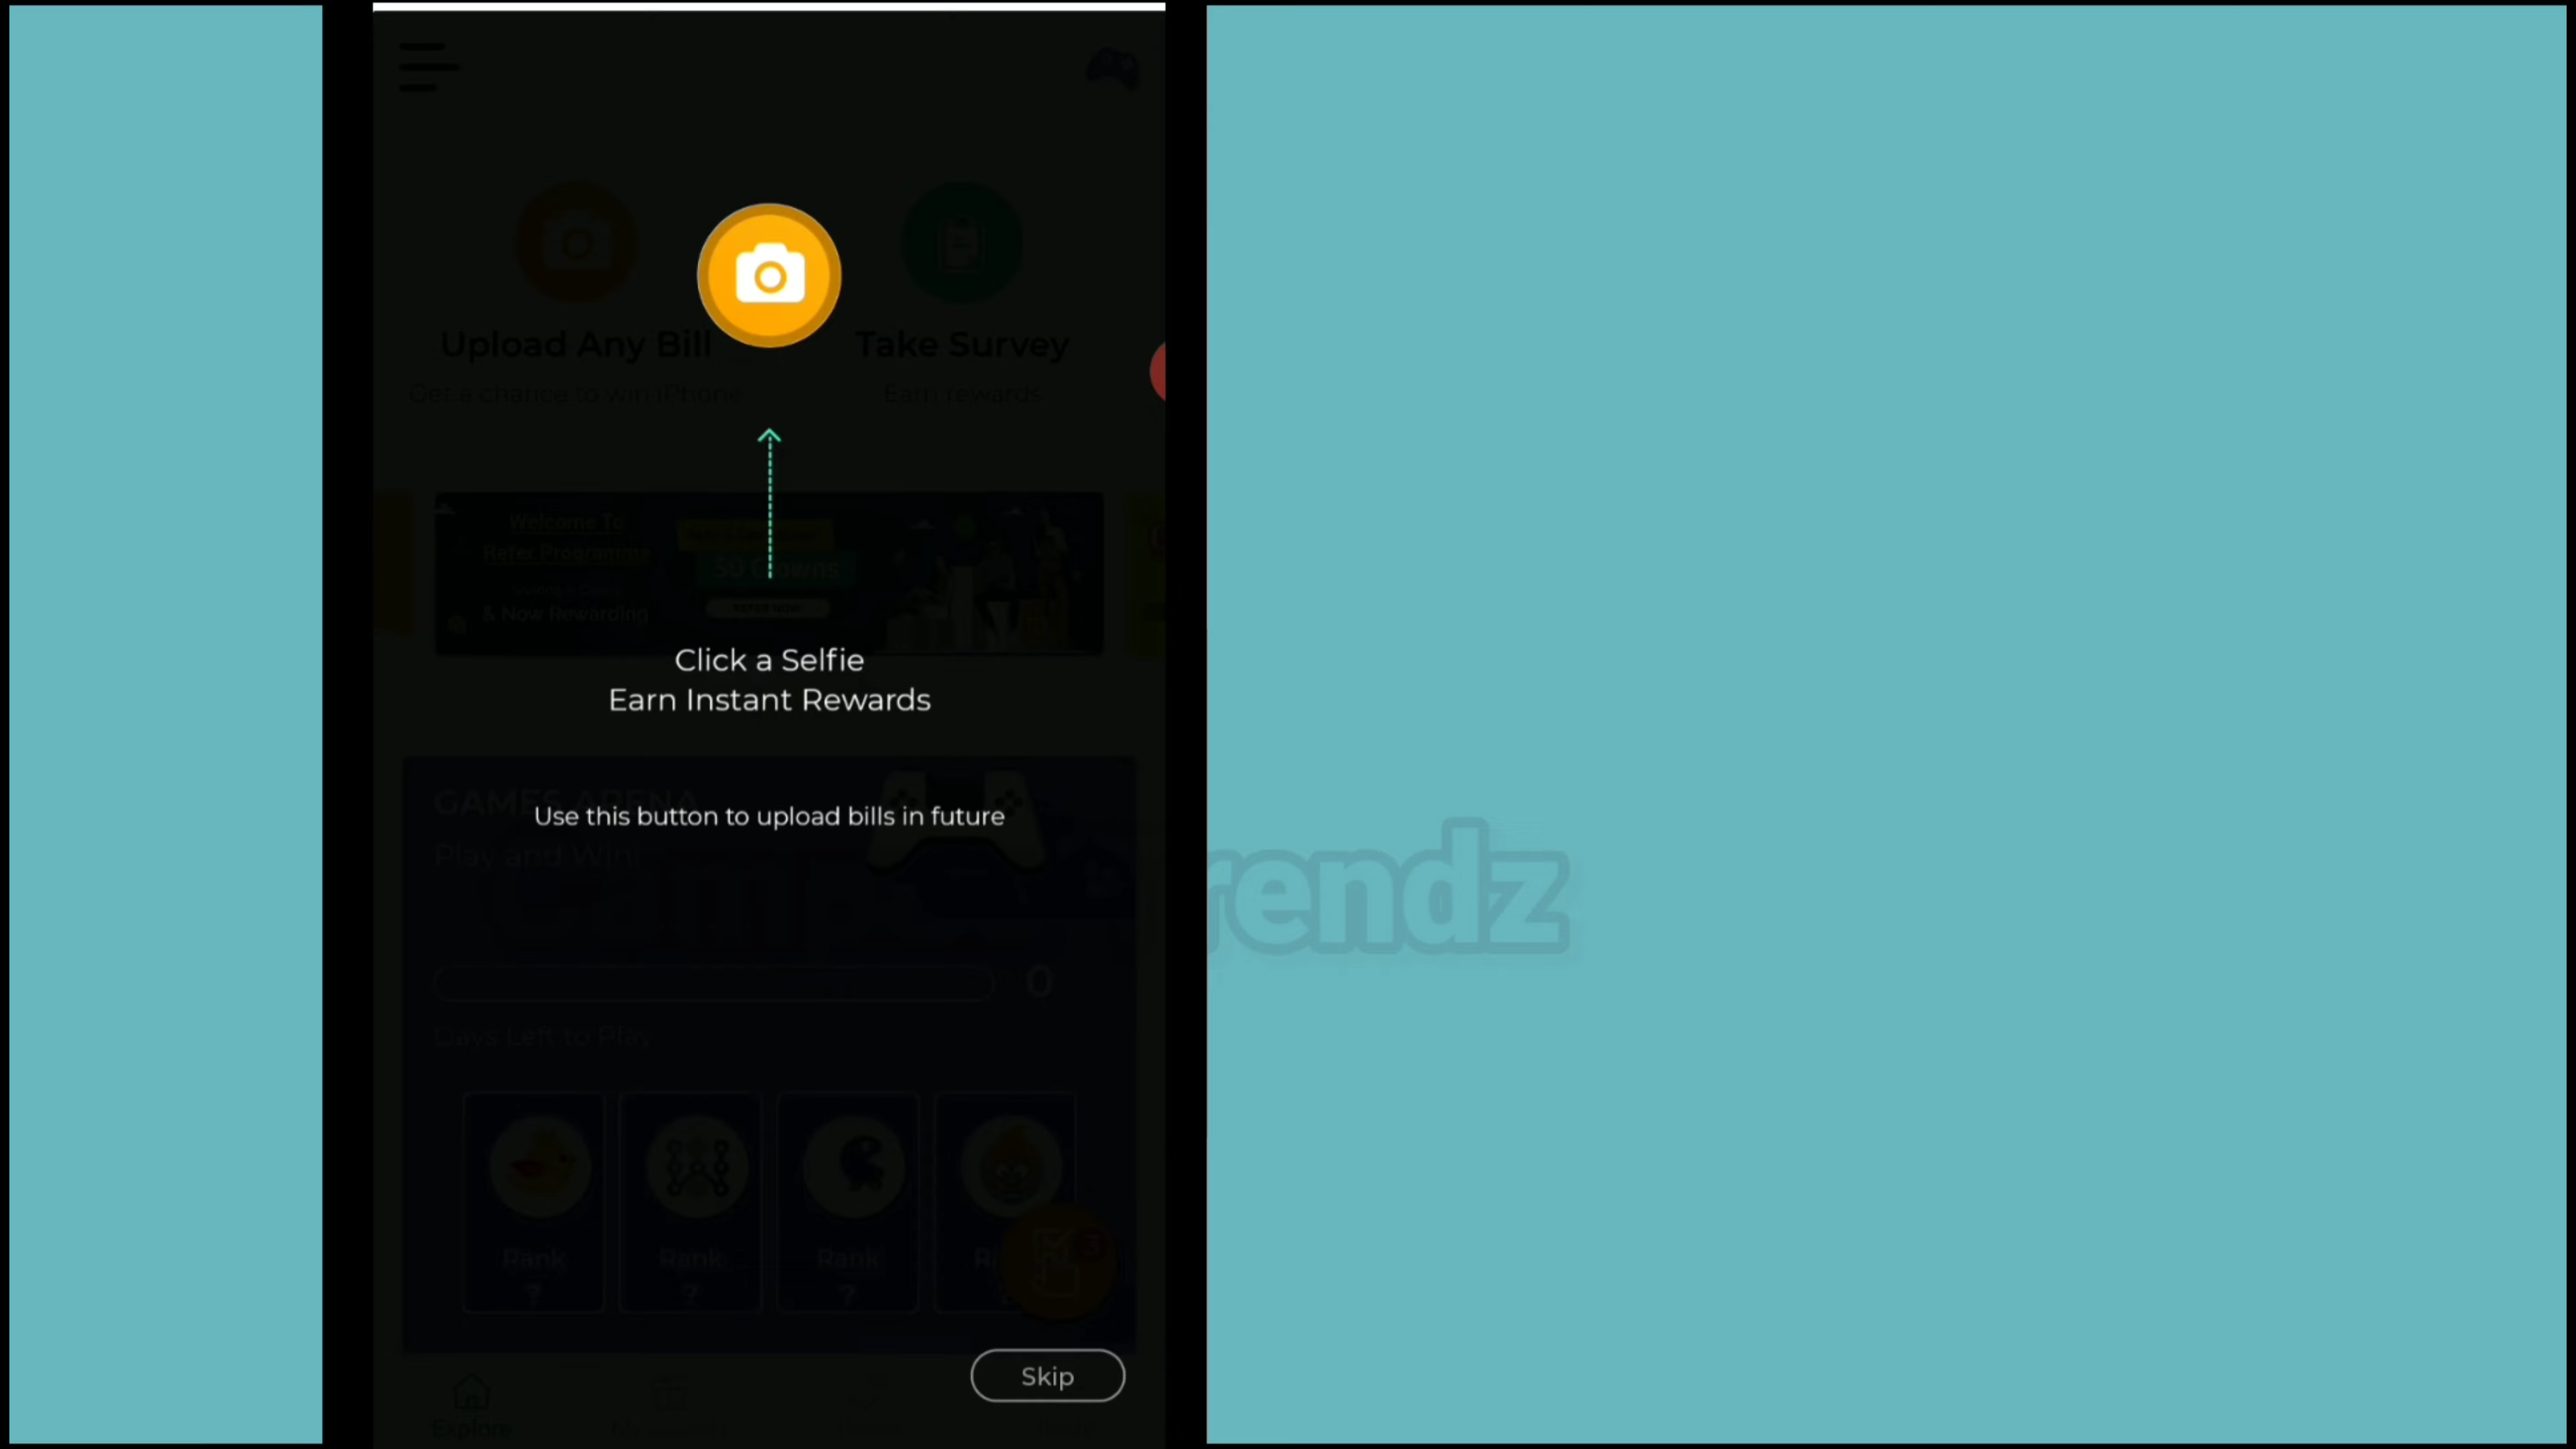 Upload Any Bill
Take Survey
Get a chance to win iPhone
Earn rewards
Welcome To
Refer Programme
50 Crowns
& Now Rewarding
Click a Selfie
Earn Instant Rewards
GAMES ARENA
Use this button to upload bills in future
Play and Win!
rendz
0
Days Left to Play
3
Rank
Rank
Rank
?
?
?
Skip
Explore